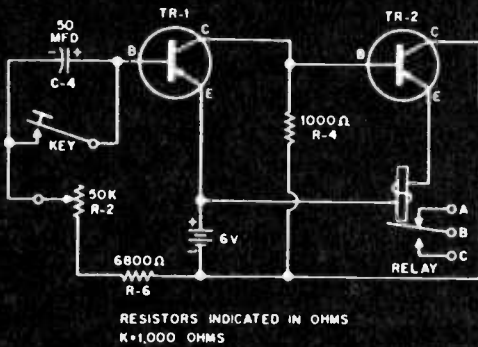 50
MFD
- +
C-4
TR-1
B
C
E
TR-2
B
C
E
KEY
1000Ω
R-4
50K
R-2
+
6V
-
6800Ω
R-6
A
B
C
RELAY
RESISTORS INDICATED IN OHMS
K=1,000 OHMS